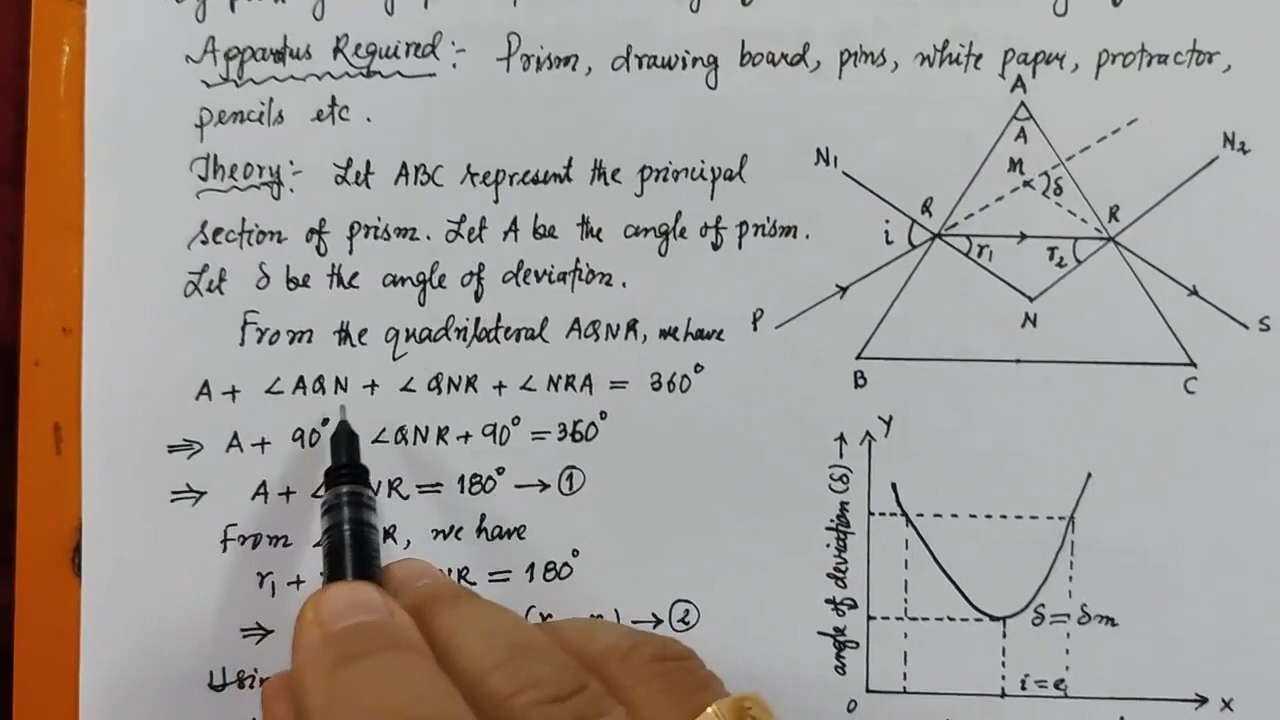 Apparatus Required:- Prism, drawing board, pins, white paper, protractor,
pencils etc.
Theory:- Let ABC represent the principal
section of prism. Let A be the angle of prism.
Let δ be the angle of deviation.
From the quadrilateral AQNR, we have
A + ∠AQN + ∠QNR + ∠NRA = 360°
⇒ A + 90° ∠QNR + 90° = 360°
⇒ A + ∠ NR = 180° → ①
From R, we have
r₁ + NR = 180°
⇒ → ②
A
A
M
δ
N₁
N₂
Q
R
i
r₁
r₂
P
N
S
B
C
Y
angle of deviation (δ) →
δ = δm
i = e
O
X